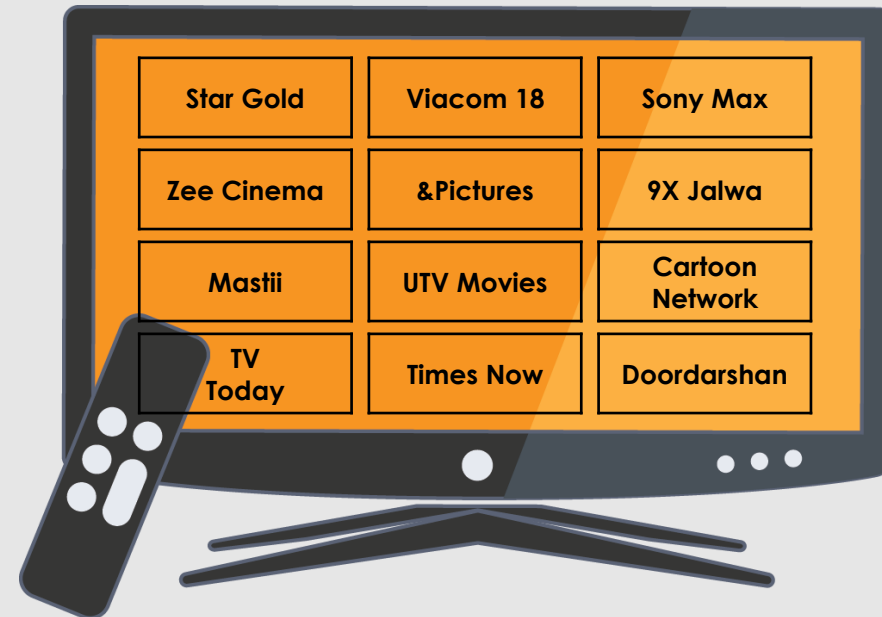 Star Gold
Viacom 18
Sony Max
Zee Cinema
&Pictures
9X Jalwa
Mastii
UTV Movies
Cartoon
Network
TV
Today
Times Now
Doordarshan